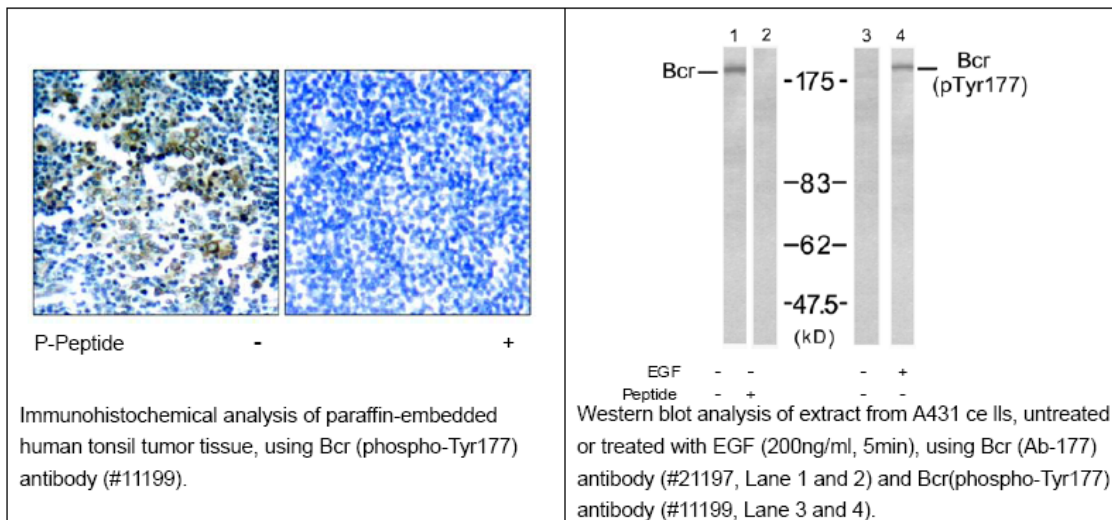 P-Peptide - +
Immunohistochemical analysis of paraffin-embedded
human tonsil tumor tissue, using Bcr (phospho-Tyr177)
antibody (#11199).
1 2 3 4
Bcr
-175-
Bcr
(pTyr177)
-83-
-62-
47.5-
(kD)
EGF - - - +
Peptide - + - -
Western blot analysis of extract from A431 ce lls, untreated
or treated with EGF (200ng/ml, 5min), using Bcr (Ab-177)
antibody (#21197, Lane 1 and 2) and Bcr(phospho-Tyr177)
antibody (#11199, Lane 3 and 4).